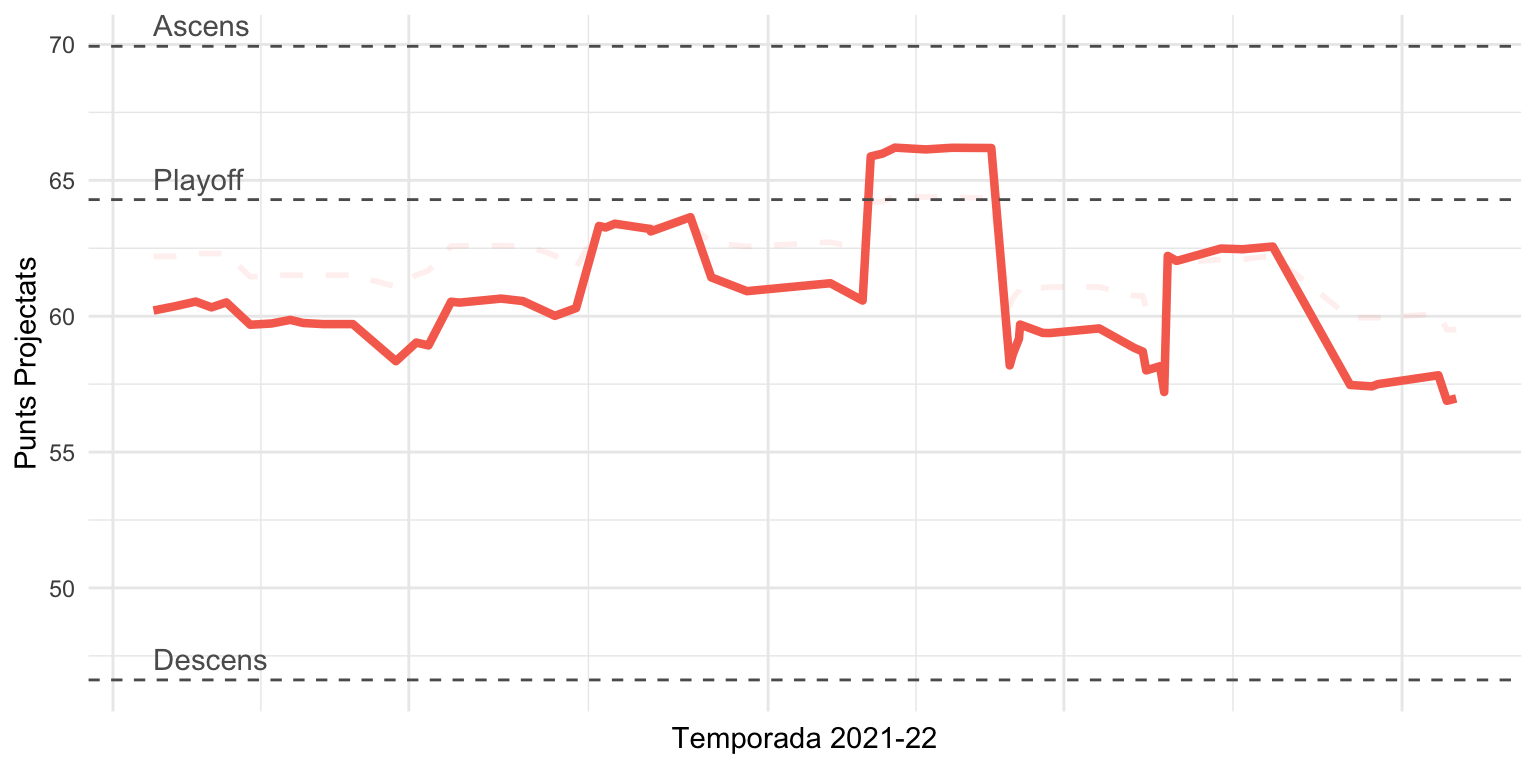 Ascens
70
Playoff
65
60
55
50
Descens
Punts Projectats
Temporada 2021-22